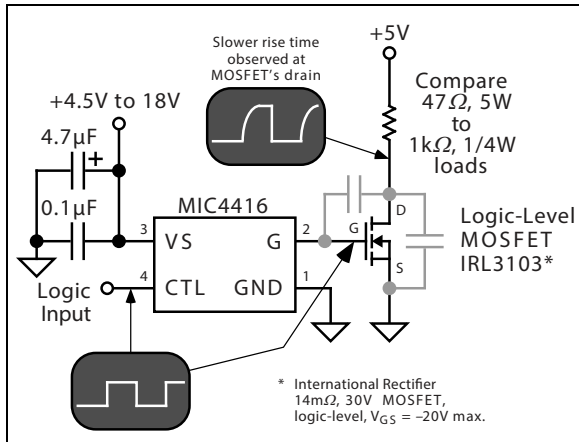 Slower rise time
observed at
MOSFET's drain
+5V
+4.5V to 18V
Compare
47Ω, 5W
to
1kΩ, 1/4W
loads
4.7µF
+
0.1µF
MIC4416
3
VS
G
2
4
CTL
GND
1
G
D
S
Logic-Level
MOSFET
IRL3103*
Logic
Input
* International Rectifier
14mΩ, 30V MOSFET,
logic-level, VGS = –20V max.